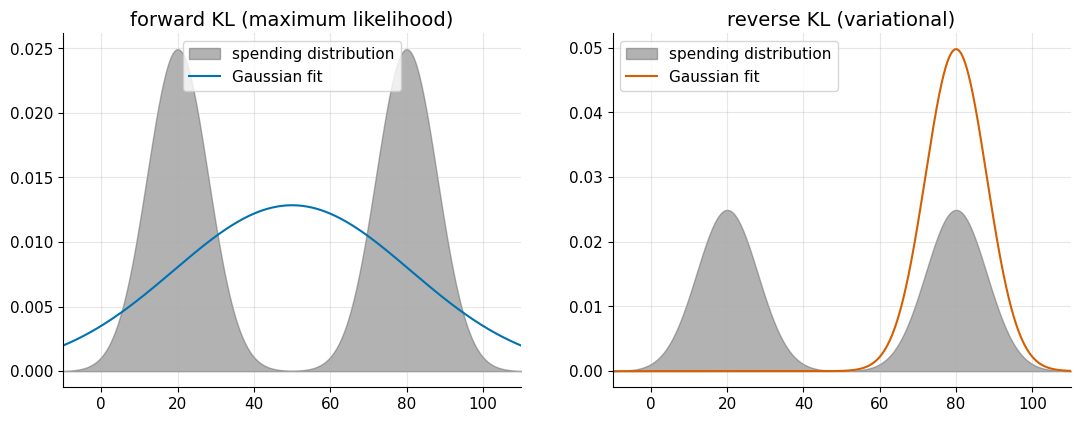 forward KL (maximum likelihood)
spending distribution
Gaussian fit
0.025
0.020
0.015
0.010
0.005
0.000
0 20 40 60 80 100
reverse KL (variational)
spending distribution
Gaussian fit
0.05
0.04
0.03
0.02
0.01
0.00
0 20 40 60 80 100